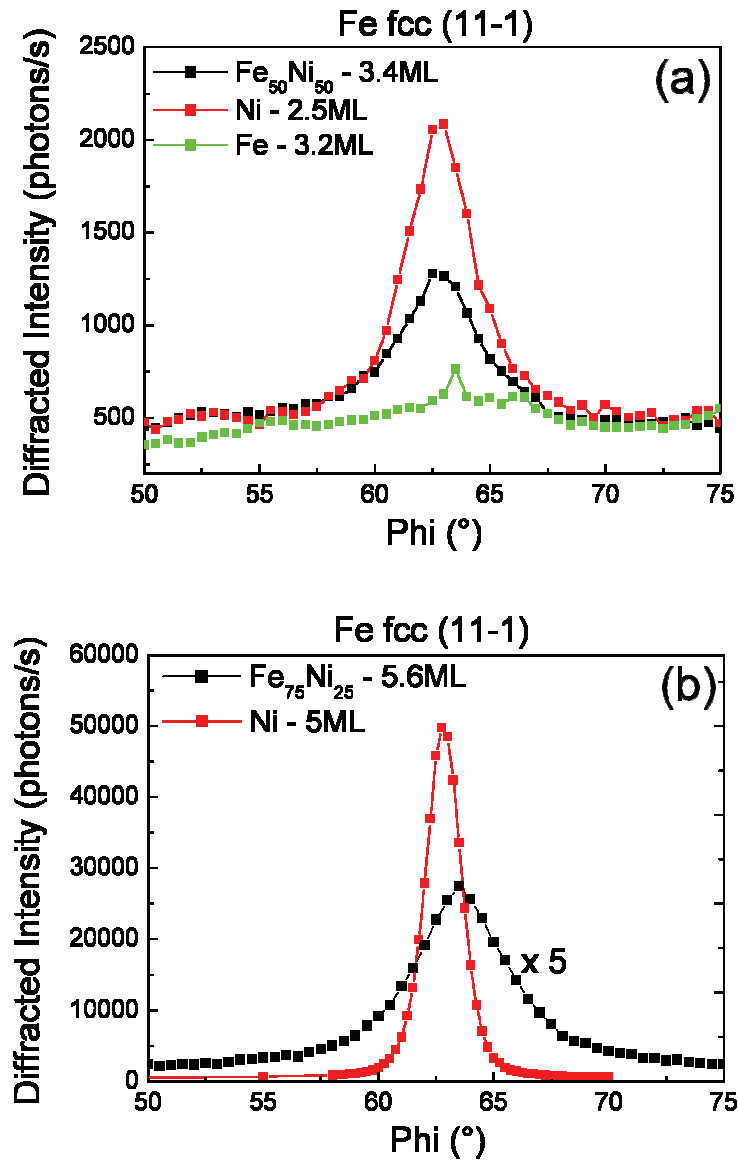 Fe fcc (11-1)
(a)
Fe50Ni50 - 3.4ML
Ni - 2.5ML
Fe - 3.2ML
Diffracted Intensity (photons/s)
2500
2000
1500
1000
500
50 55 60 65 70 75
Phi (°)
Fe fcc (11-1)
(b)
Fe75Ni25 - 5.6ML
Ni - 5ML
x 5
Diffracted Intensity (photons/s)
60000
50000
40000
30000
20000
10000
0
50 55 60 65 70 75
Phi (°)